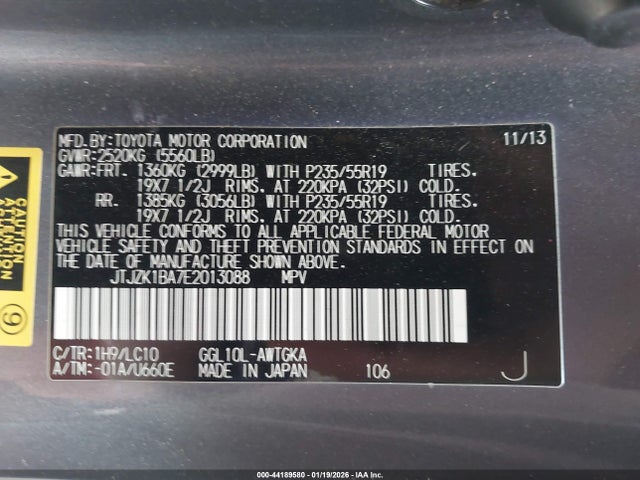 MFD. BY: TOYOTA MOTOR CORPORATION 11/13
GVWR: 2520KG (5560LB)
GAWR: FRT. 1360KG (2999LB) WITH P235/55R19 TIRES.
19X7 1/2J RIMS. AT 220KPA (32PSI) COLD.
RR. 1385KG (3056LB) WITH P235/55R19 TIRES.
19X7 1/2J RIMS. AT 220KPA (32PSI) COLD.
THIS VEHICLE CONFORMS TO ALL APPLICABLE FEDERAL MOTOR
VEHICLE SAFETY AND THEFT PREVENTION STANDARDS IN EFFECT ON
THE DATE OF MANUFACTURE SHOWN ABOVE.
JTJZK1BA7E2013088 MPV
C/TR: 1H9/LC10 GGL10L-AWTGKA
A/TM: -01A/U660E MADE IN JAPAN 106 J
CAUTION
ATTENTION
9
000-44189580 - 01/19/2026 - IAA Inc.